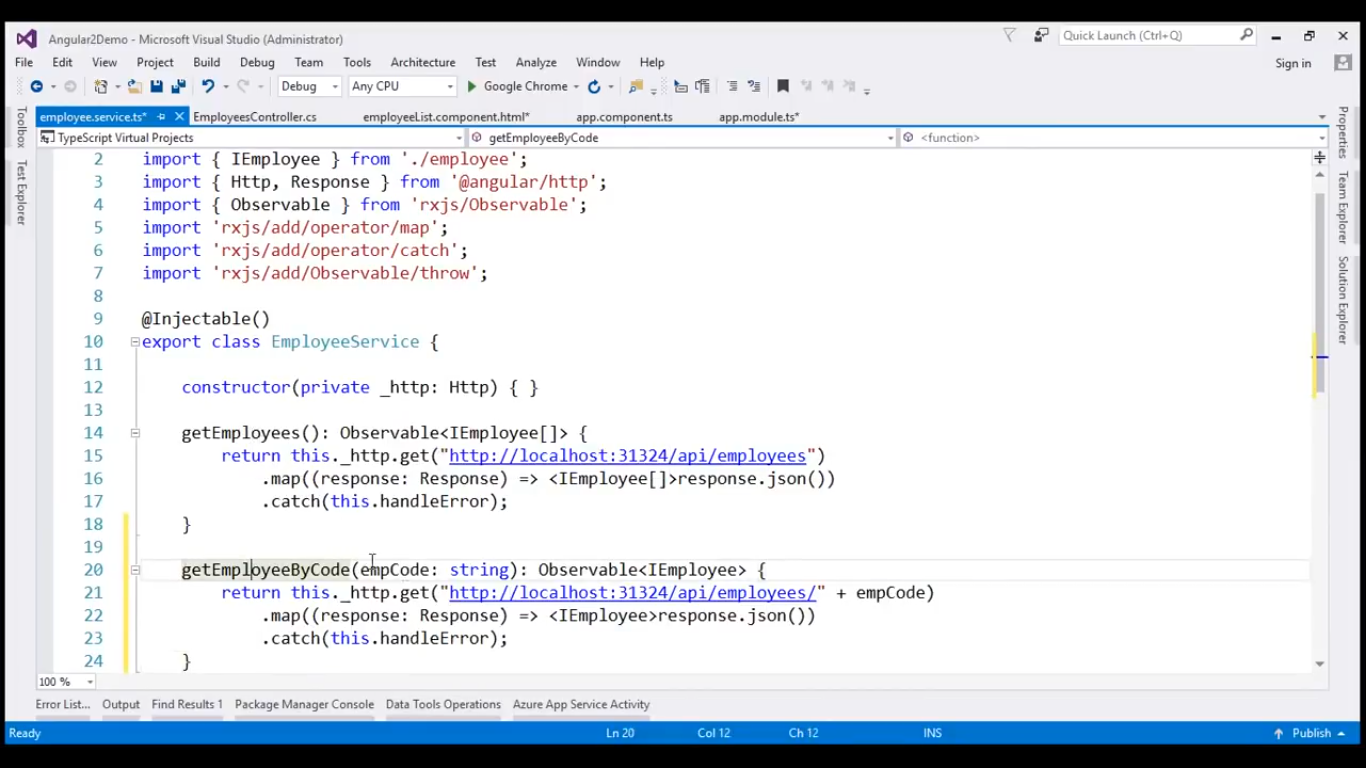 Angular2Demo - Microsoft Visual Studio (Administrator)
Quick Launch (Ctrl+Q)
File Edit View Project Build Debug Team Tools Architecture Test Analyze Window Help
Sign in
Debug Any CPU Google Chrome
employee.service.ts* EmployeesController.cs employeeList.component.html* app.component.ts app.module.ts*
TypeScript Virtual Projects getEmployeeByCode <function>
Toolbox
Test Explorer
Properties
Team Explorer
Solution Explorer
2 import { IEmployee } from './employee';
3 import { Http, Response } from '@angular/http';
4 import { Observable } from 'rxjs/Observable';
5 import 'rxjs/add/operator/map';
6 import 'rxjs/add/operator/catch';
7 import 'rxjs/add/Observable/throw';
8
9 @Injectable()
10 export class EmployeeService {
11
12 constructor(private _http: Http) { }
13
14 getEmployees(): Observable<IEmployee[]> {
15 return this._http.get("http://localhost:31324/api/employees")
16 .map((response: Response) => <IEmployee[]>response.json())
17 .catch(this.handleError);
18 }
19
20 getEmployeeByCode(empCode: string): Observable<IEmployee> {
21 return this._http.get("http://localhost:31324/api/employees/" + empCode)
22 .map((response: Response) => <IEmployee>response.json())
23 .catch(this.handleError);
24 }
100 %
Error List... Output Find Results 1 Package Manager Console Data Tools Operations Azure App Service Activity
Ready Ln 20 Col 12 Ch 12 INS Publish